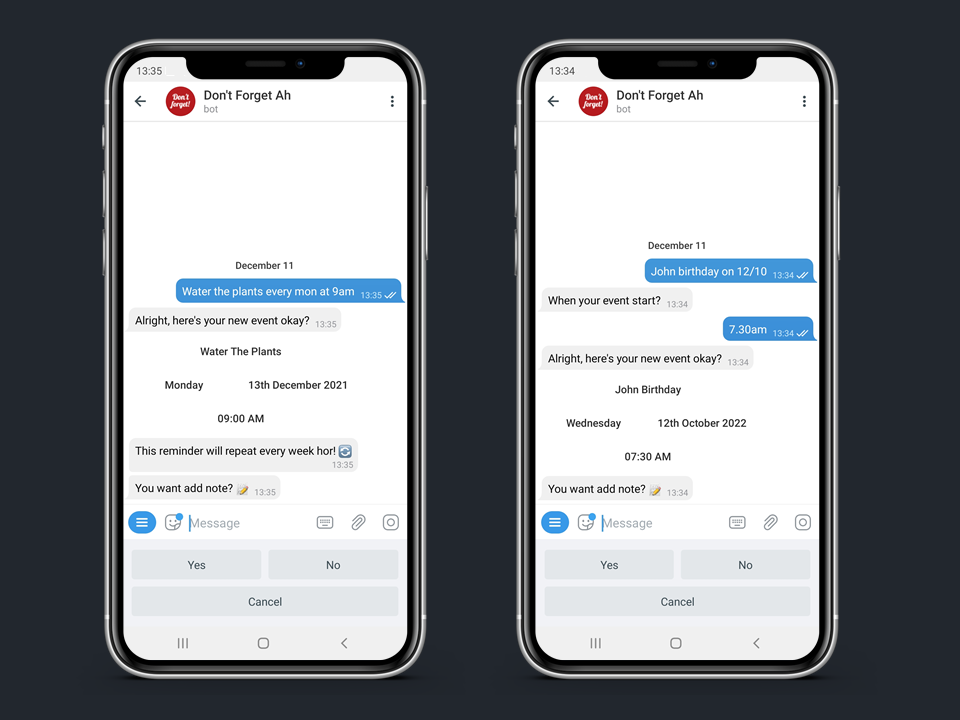 13:35
Don't forget!
Don't Forget Ah
bot
December 11
Water the plants every mon at 9am 13:35
Alright, here's your new event okay? 13:35
Water The Plants
Monday 13th December 2021
09:00 AM
This reminder will repeat every week hor!
13:35
You want add note? 13:35
Message
Yes No
Cancel
13:34
Don't forget!
Don't Forget Ah
bot
December 11
John birthday on 12/10 13:34
When your event start? 13:34
7.30am 13:34
Alright, here's your new event okay? 13:34
John Birthday
Wednesday 12th October 2022
07:30 AM
You want add note? 13:34
Message
Yes No
Cancel